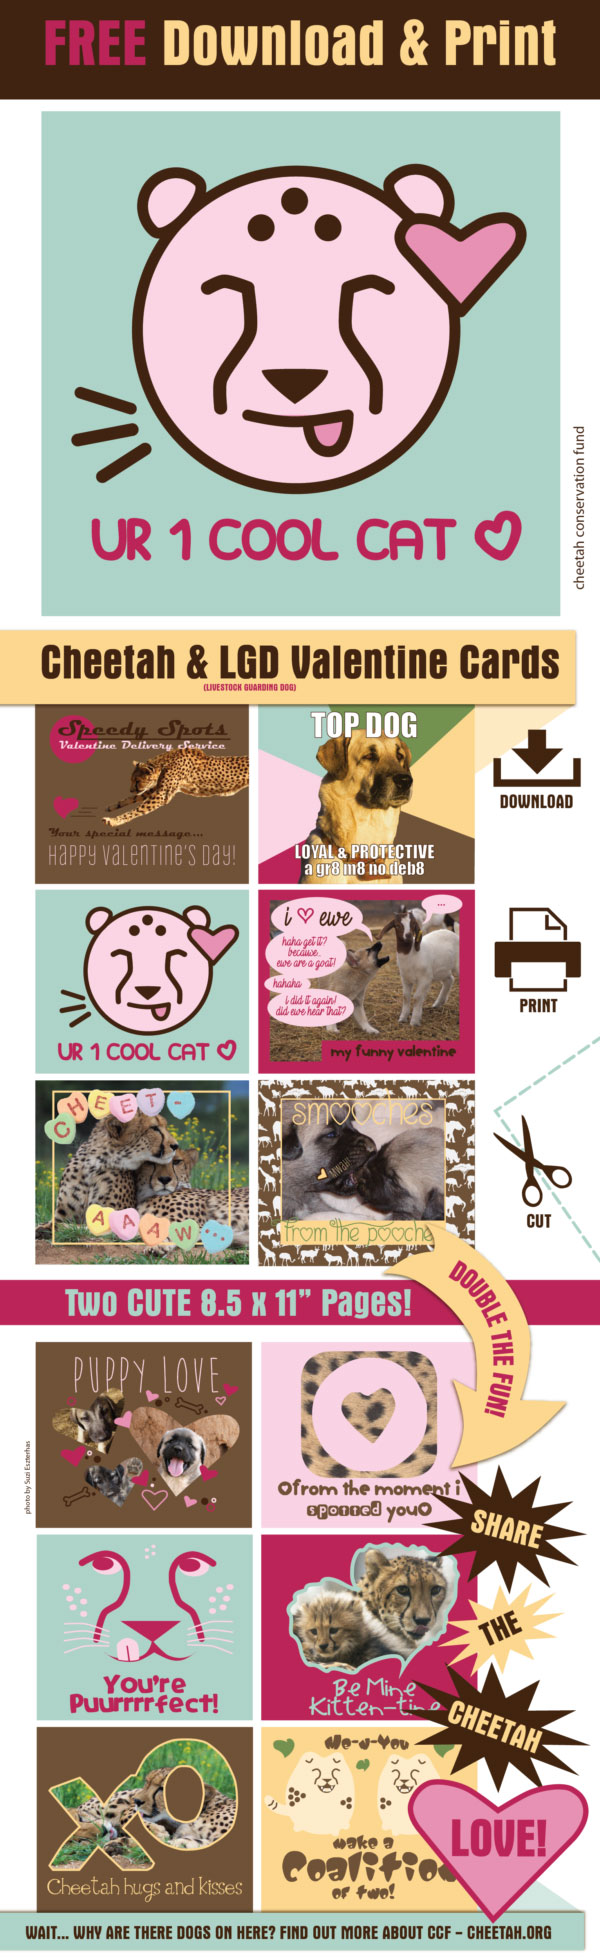 FREE Download & Print
UR 1 COOL CAT
cheetah conservation fund
Cheetah & LGD Valentine Cards
(LIVESTOCK GUARDING DOG)
Speedy Spots
Valentine Delivery Service
Your special message...
HAPPY VALENTINE'S DAY!
TOP DOG
LOYAL & PROTECTIVE
a gr8 m8 no deb8
DOWNLOAD
UR 1 COOL CAT
i ewe
haha get it?
because...
ewe are a goat!
hahaha
i did it again!
did ewe hear that?
...
my funny valentine
PRINT
CHEET-
AAAW...
smooches
mwah!
from the pooche
CUT
Two CUTE 8.5 x 11" Pages!
DOUBLE THE FUN!
PUPPY LOVE
photo by Suzi Eszterhas
from the moment i
spotted you
You're
Puurrrrfect!
Be Mine
Kitten-tine
SHARE
THE
CHEETAH
LOVE!
XO
Cheetah hugs and kisses
Me-n-You
make a
Coalition
of two!
WAIT... WHY ARE THERE DOGS ON HERE? FIND OUT MORE ABOUT CCF - CHEETAH.ORG